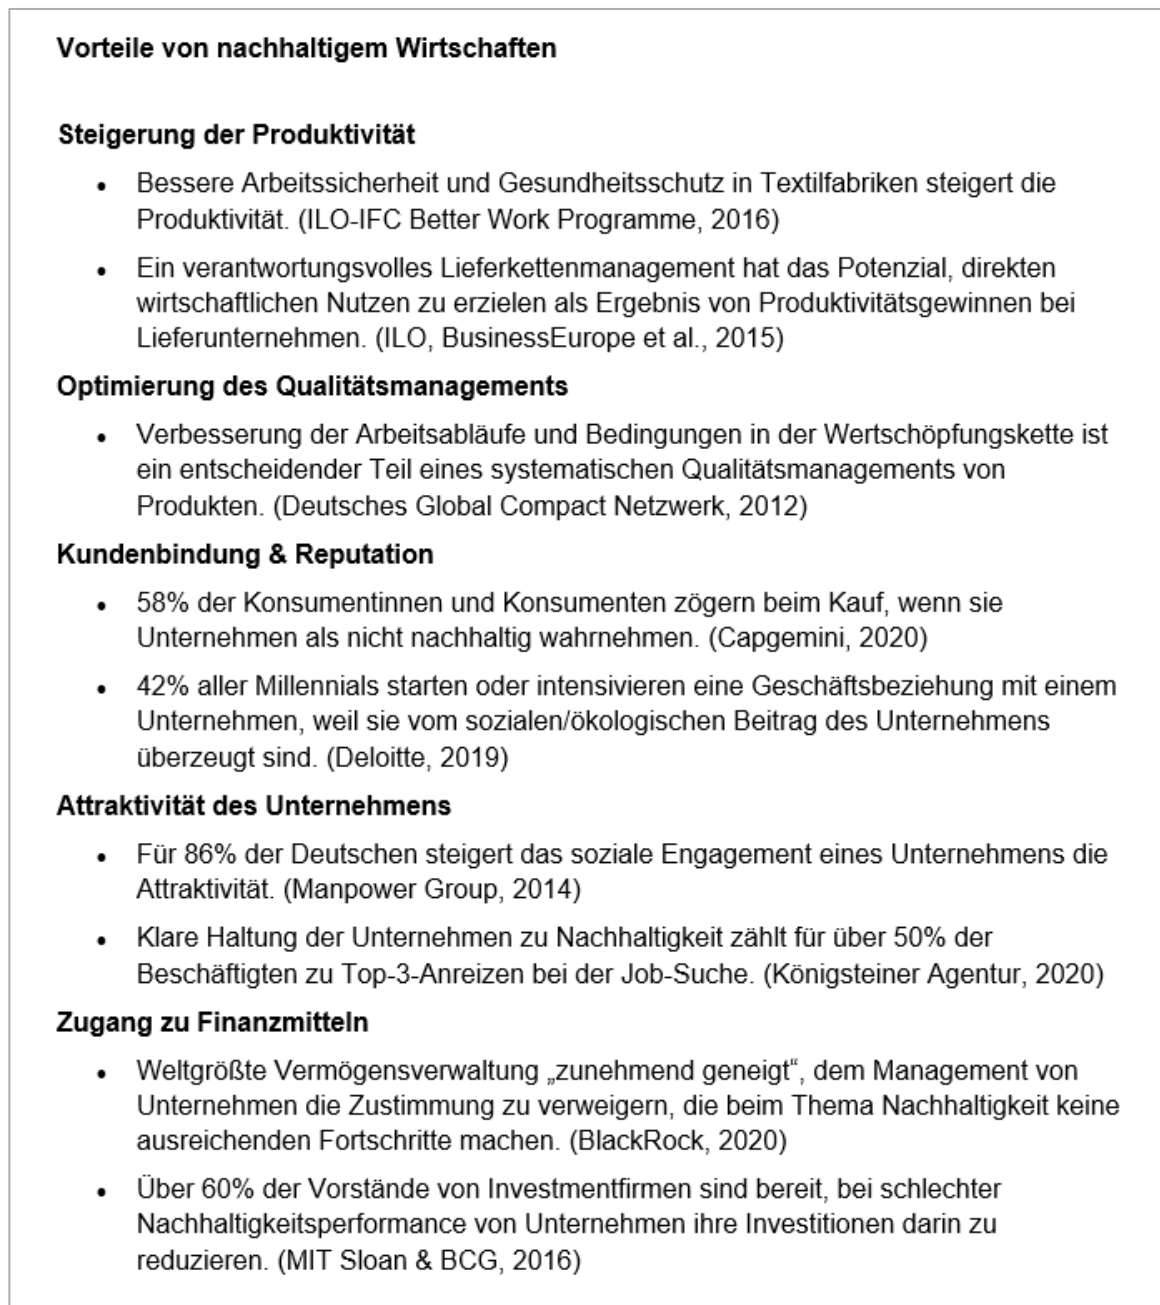 Vorteile von nachhaltigem Wirtschaften
Steigerung der Produktivität
• Bessere Arbeitssicherheit und Gesundheitsschutz in Textilfabriken steigert die
Produktivität. (ILO-IFC Better Work Programme, 2016)
• Ein verantwortungsvolles Lieferkettenmanagement hat das Potenzial, direkten
wirtschaftlichen Nutzen zu erzielen als Ergebnis von Produktivitätsgewinnen bei
Lieferunternehmen. (ILO, BusinessEurope et al., 2015)
Optimierung des Qualitätsmanagements
• Verbesserung der Arbeitsabläufe und Bedingungen in der Wertschöpfungskette ist
ein entscheidender Teil eines systematischen Qualitätsmanagements von
Produkten. (Deutsches Global Compact Netzwerk, 2012)
Kundenbindung & Reputation
• 58% der Konsumentinnen und Konsumenten zögern beim Kauf, wenn sie
Unternehmen als nicht nachhaltig wahrnehmen. (Capgemini, 2020)
• 42% aller Millennials starten oder intensivieren eine Geschäftsbeziehung mit einem
Unternehmen, weil sie vom sozialen/ökologischen Beitrag des Unternehmens
überzeugt sind. (Deloitte, 2019)
Attraktivität des Unternehmens
• Für 86% der Deutschen steigert das soziale Engagement eines Unternehmens die
Attraktivität. (Manpower Group, 2014)
• Klare Haltung der Unternehmen zu Nachhaltigkeit zählt für über 50% der
Beschäftigten zu Top-3-Anreizen bei der Job-Suche. (Königsteiner Agentur, 2020)
Zugang zu Finanzmitteln
• Weltgrößte Vermögensverwaltung „zunehmend geneigt“, dem Management von
Unternehmen die Zustimmung zu verweigern, die beim Thema Nachhaltigkeit keine
ausreichenden Fortschritte machen. (BlackRock, 2020)
• Über 60% der Vorstände von Investmentfirmen sind bereit, bei schlechter
Nachhaltigkeitsperformance von Unternehmen ihre Investitionen darin zu
reduzieren. (MIT Sloan & BCG, 2016)